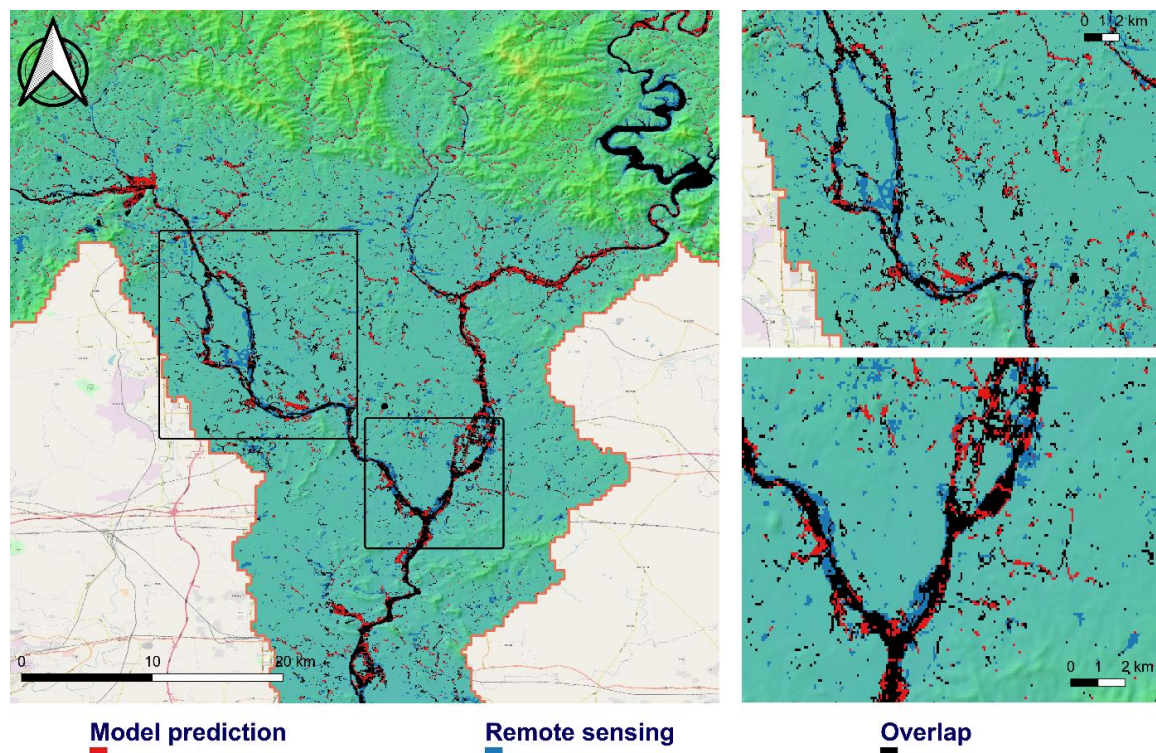 0 1 2 km
0 10 20 km
0 1 2 km
Model prediction
Remote sensing
Overlap